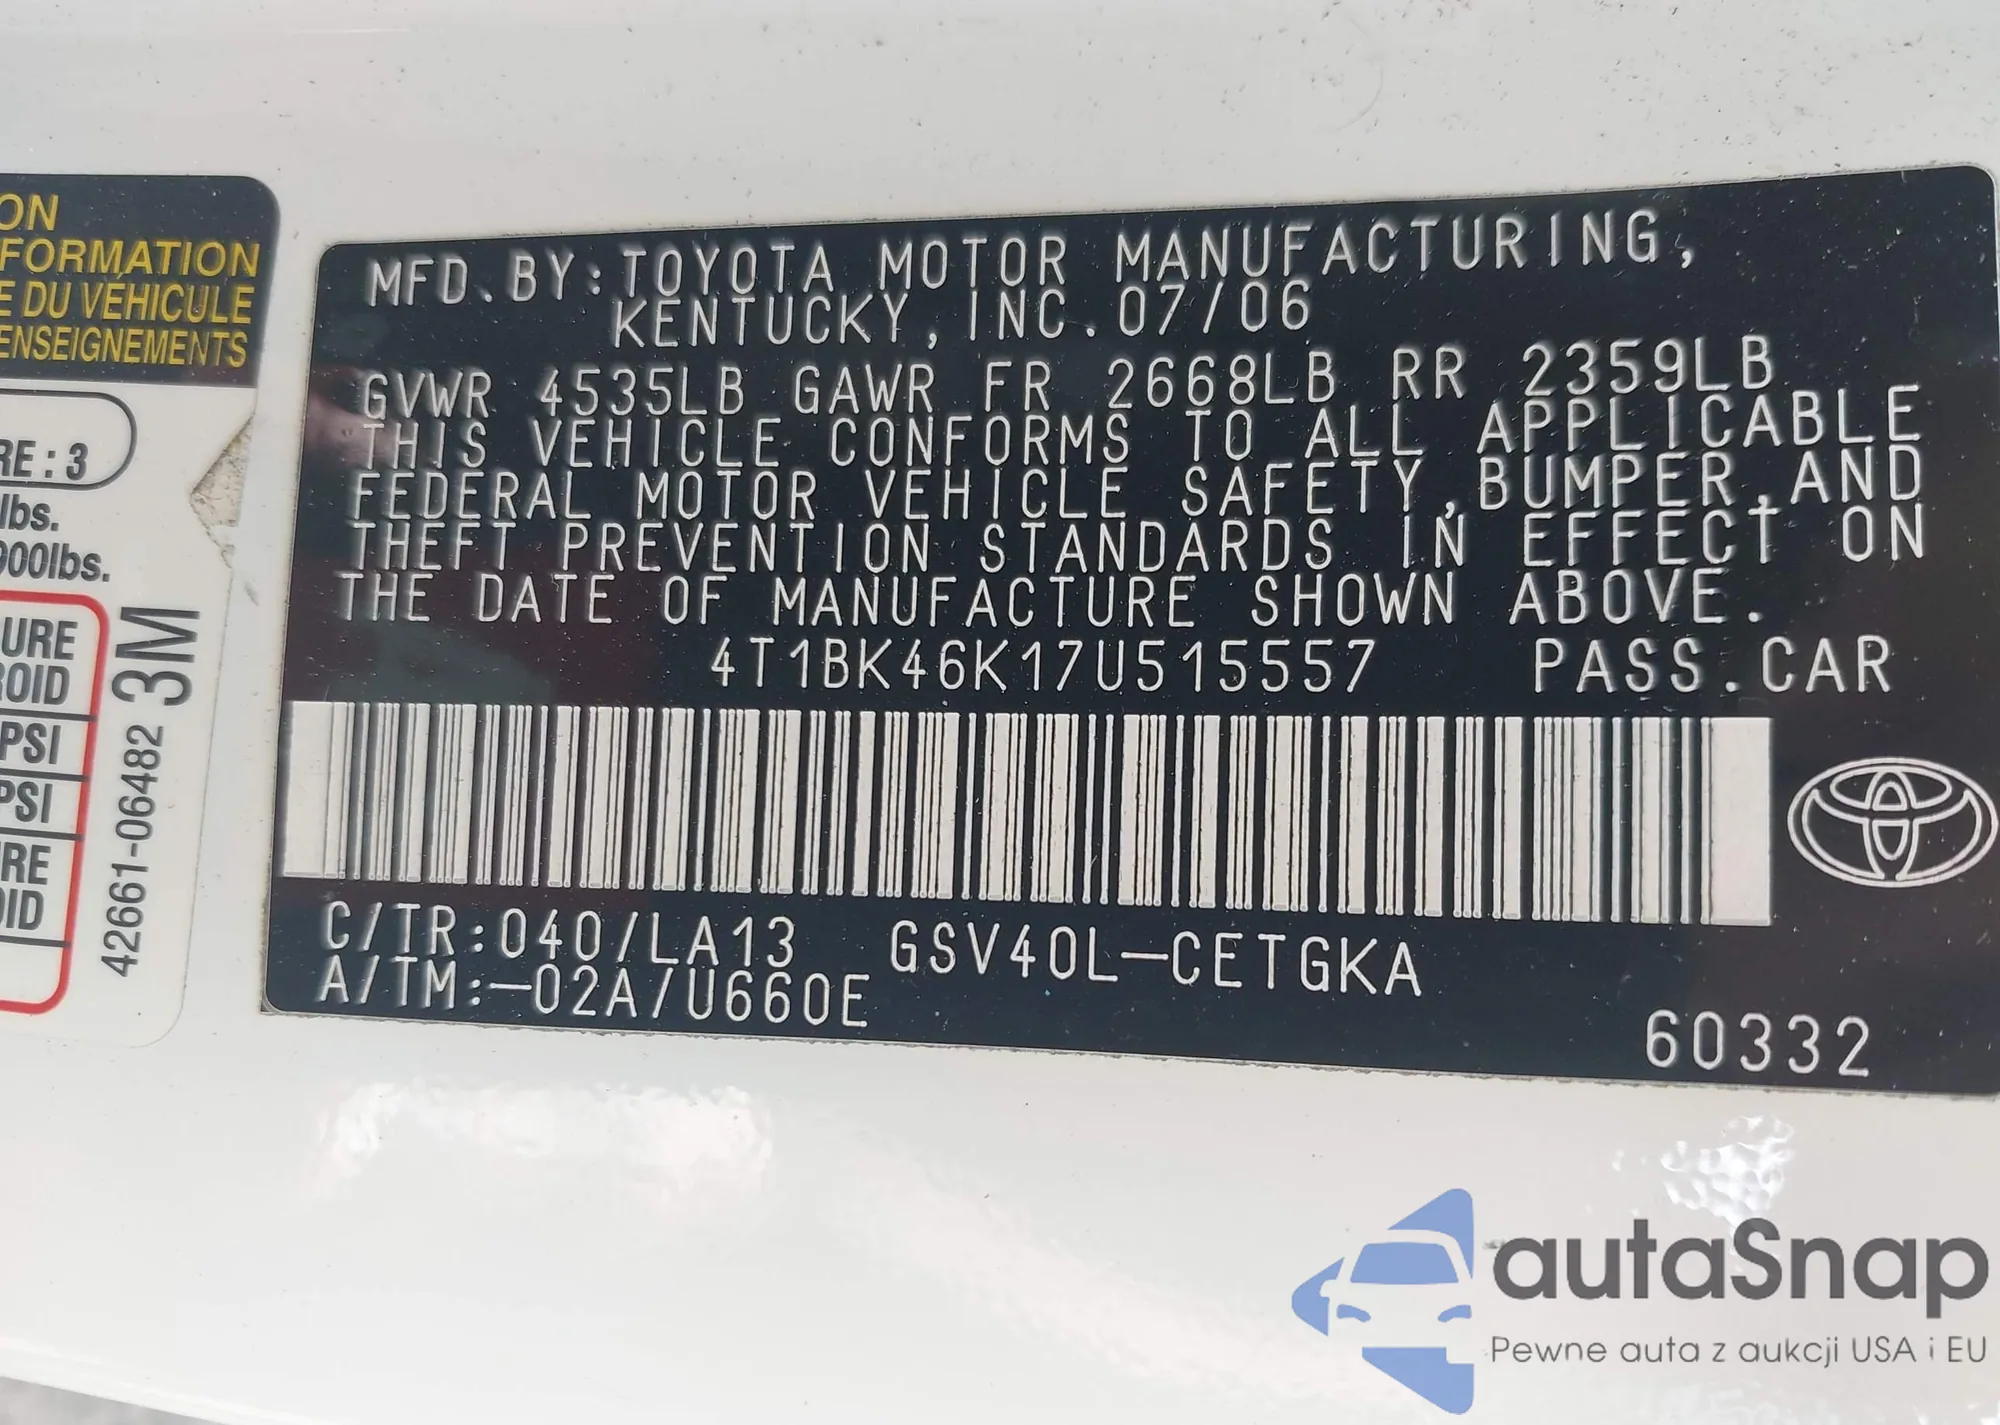 ON
FORMATION
E DU VÉHICULE
ENSEIGNEMENTS
RE : 3
lbs.
900lbs.
URE
ROID
PSI
PSI
URE
OID
42661-06482 3M
MFD. BY: TOYOTA MOTOR MANUFACTURING,
KENTUCKY, INC. 07/06
GVWR 4535LB GAWR FR 2668LB RR 2359LB
THIS VEHICLE CONFORMS TO ALL APPLICABLE
FEDERAL MOTOR VEHICLE SAFETY, BUMPER, AND
THEFT PREVENTION STANDARDS IN EFFECT ON
THE DATE OF MANUFACTURE SHOWN ABOVE.
4T1BK46K17U515557 PASS. CAR
C/TR: 040/LA13 GSV40L-CETGKA
A/TM: -02A/U660E
60332
autaSnap
Pewne auta z aukcji USA i EU